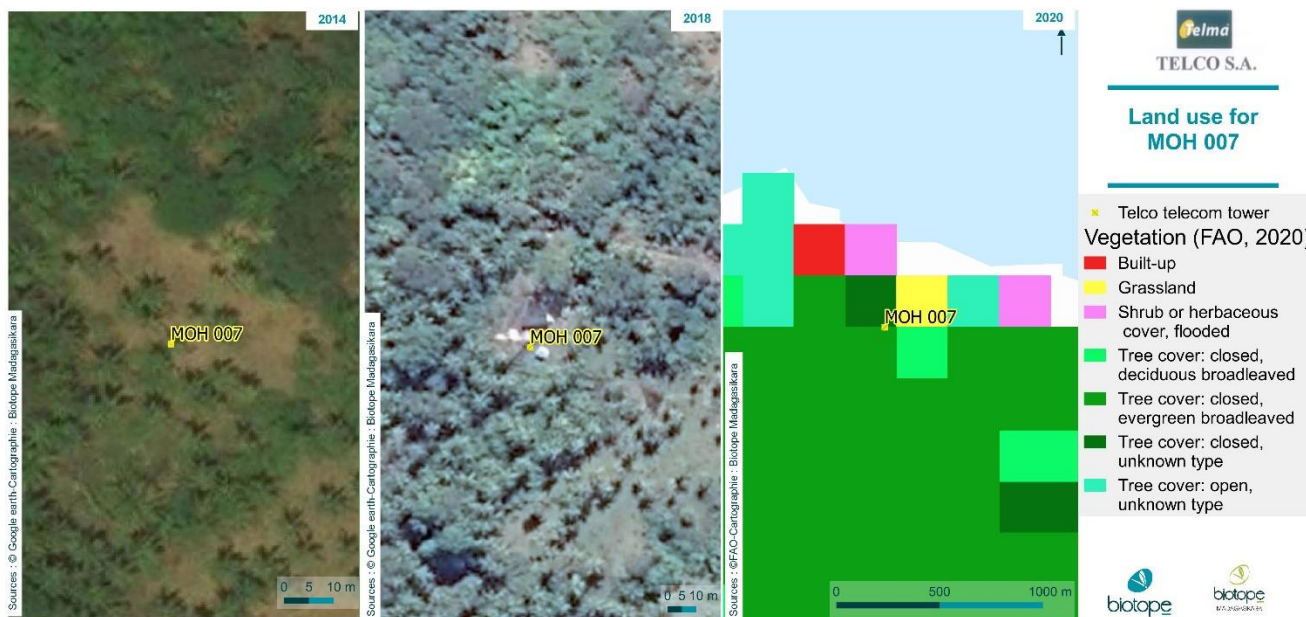 2014
MOH 007
0 5 10 m
Sources : © Google earth-Cartographie : Biotope Madagasikara
2018
MOH 007
0 5 10 m
Sources : © Google earth-Cartographie : Biotope Madagasikara
2020
MOH 007
0 500 1000 m
Sources : ©FAO-Cartographie : Biotope Madagasikara
Telma
TELCO S.A.
Land use for
MOH 007
Telco telecom tower
Vegetation (FAO, 2020)
Built-up
Grassland
Shrub or herbaceous
cover, flooded
Tree cover: closed,
deciduous broadleaved
Tree cover: closed,
evergreen broadleaved
Tree cover: closed,
unknown type
Tree cover: open,
unknown type
biotope
biotope
MADAGASIKARA